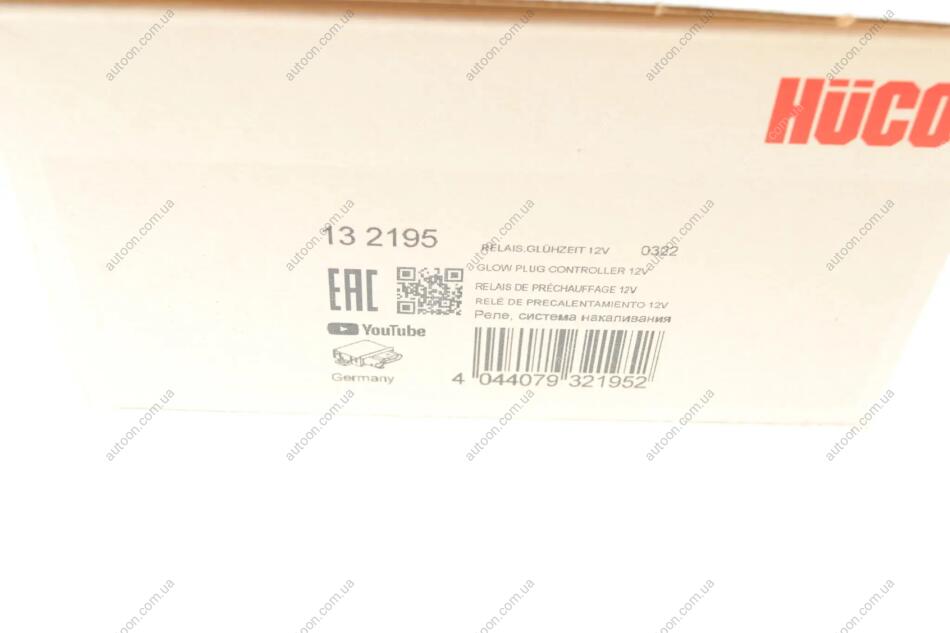 HÜCO
13 2195
RELAIS.GLÜHZEIT 12V 0322
GLOW PLUG CONTROLLER 12V
RELAIS DE PRÉCHAUFFAGE 12V
RELÉ DE PRECALENTAMIENTO 12V
Реле, система накаливания
EAC
YouTube
Germany
4 044079 321952
autoon.com.ua